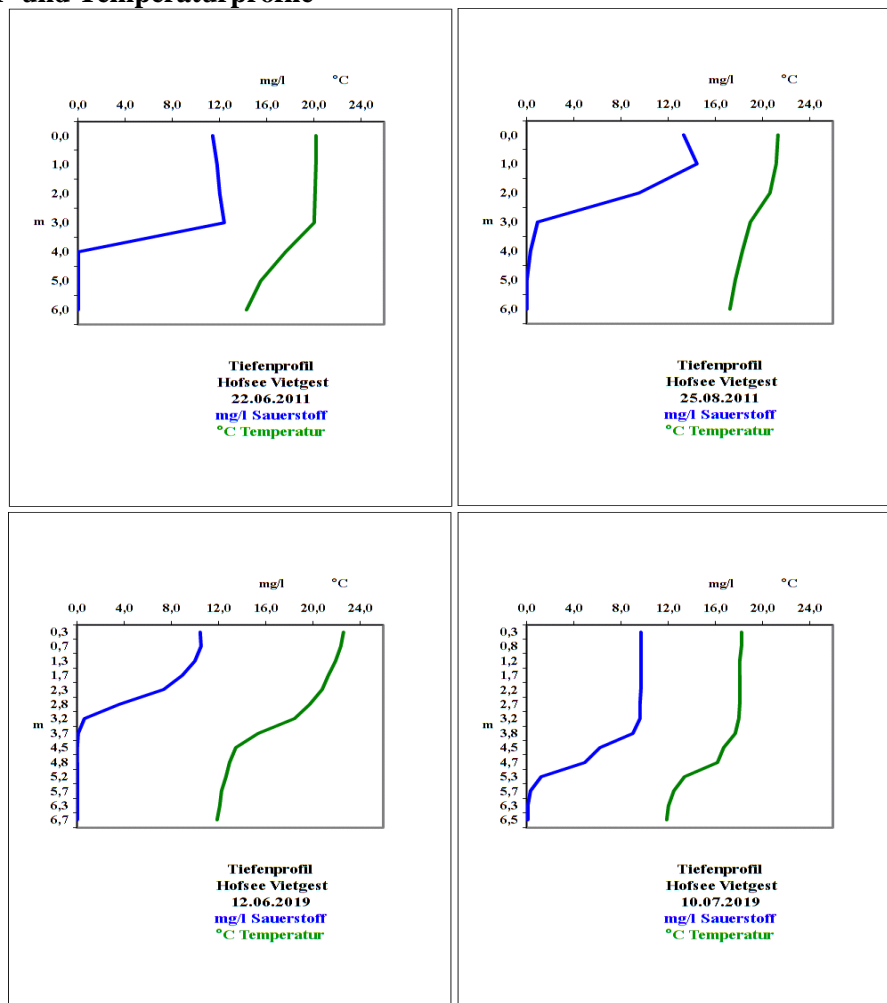 und Temperaturprofile
mg/l °C
0,0 4,0 8,0 12,0 16,0 20,0 24,0
0,0
1,0
2,0
m 3,0
4,0
5,0
6,0
Tiefenprofil
Hofsee Vietgest
22.06.2011
mg/l Sauerstoff
°C Temperatur
mg/l °C
0,0 4,0 8,0 12,0 16,0 20,0 24,0
0,0
1,0
2,0
m 3,0
4,0
5,0
6,0
Tiefenprofil
Hofsee Vietgest
25.08.2011
mg/l Sauerstoff
°C Temperatur
mg/l °C
0,0 4,0 8,0 12,0 16,0 20,0 24,0
0,3
0,7
1,3
1,7
2,3
2,8
3,2
m
3,7
4,5
4,8
5,2
5,7
6,3
6,7
Tiefenprofil
Hofsee Vietgest
12.06.2019
mg/l Sauerstoff
°C Temperatur
mg/l °C
0,0 4,0 8,0 12,0 16,0 20,0 24,0
0,3
0,8
1,2
1,7
2,2
2,7
3,2
m
3,7
4,5
4,7
5,3
5,7
6,3
6,5
Tiefenprofil
Hofsee Vietgest
10.07.2019
mg/l Sauerstoff
°C Temperatur